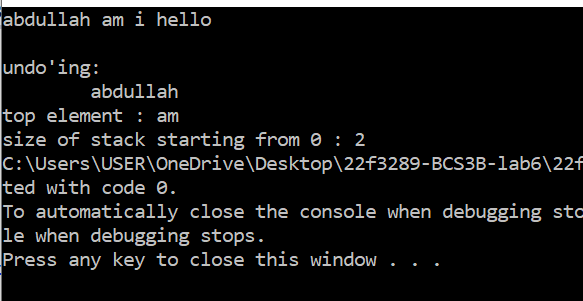 abdullah am i hello
undo'ing:
abdullah
top element : am
size of stack starting from 0 : 2
C:\Users\USER\OneDrive\Desktop\22f3289-BCS3B-lab6\22f
ted with code 0.
To automatically close the console when debugging sto
le when debugging stops.
Press any key to close this window . . .